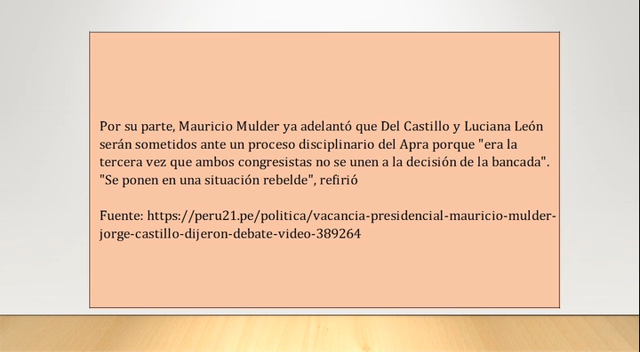 Por su parte, Mauricio Mulder ya adelantó que Del Castillo y Luciana León
serán sometidos ante un proceso disciplinario del Apra porque "era la
tercera vez que ambos congresistas no se unen a la decisión de la bancada".
"Se ponen en una situación rebelde", refirió
Fuente: https://peru21.pe/politica/vacancia-presidencial-mauricio-mulder-
jorge-castillo-dijeron-debate-video-389264